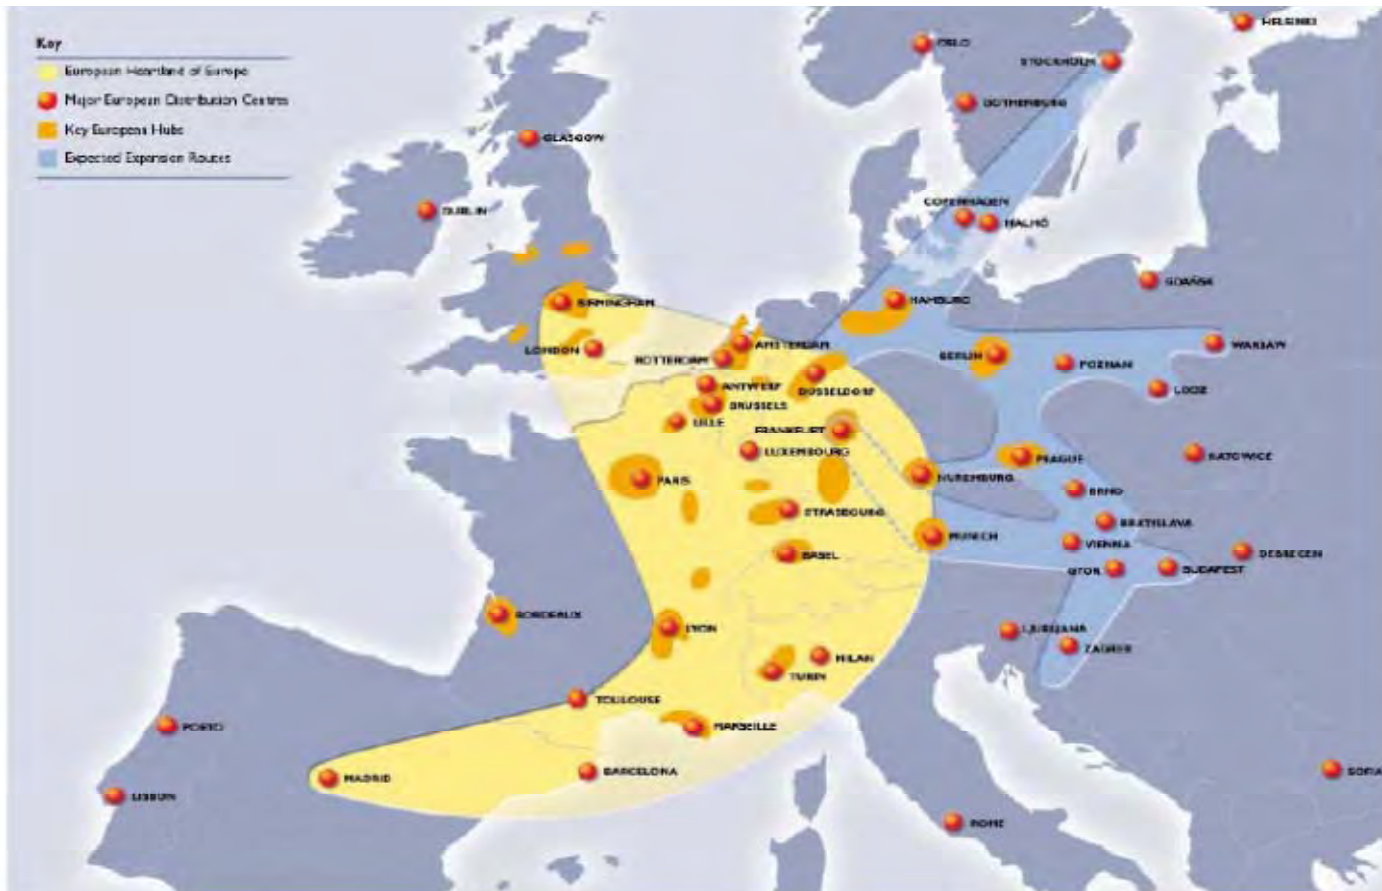 Key
European Heartland of Europe
Major European Distribution Centres
Key Europena Hubs
Expected Expansion Routes
HELSINKI
OSLO
STOCKHOLM
GOTHENBURG
GLASGOW
DUBLIN
COPENHAGEN
MALMÖ
GDAŃSK
BIRMINGHAM
HAMBURG
LONDON
AMSTERDAM
ROTTERDAM
BERLIN
WARSAW
POZNAN
LODZ
ANTWERP
DUSSELDORF
BRUSSELS
LILLE
FRANKFURT
LUXEMBOURG
PRAGUE
KATOWICE
PARIS
NUREMBURG
BRNO
STRASBOURG
BRATISLAVA
MUNICH
VIENNA
BASEL
DEBRECEN
GYOR
BUDAPEST
BORDEAUX
LYON
LJUBLJANA
ZAGREB
MILAN
TURIN
TOULOUSE
PORTO
MARSEILLE
MADRID
BARCELONA
SOFIA
LISBON
ROME